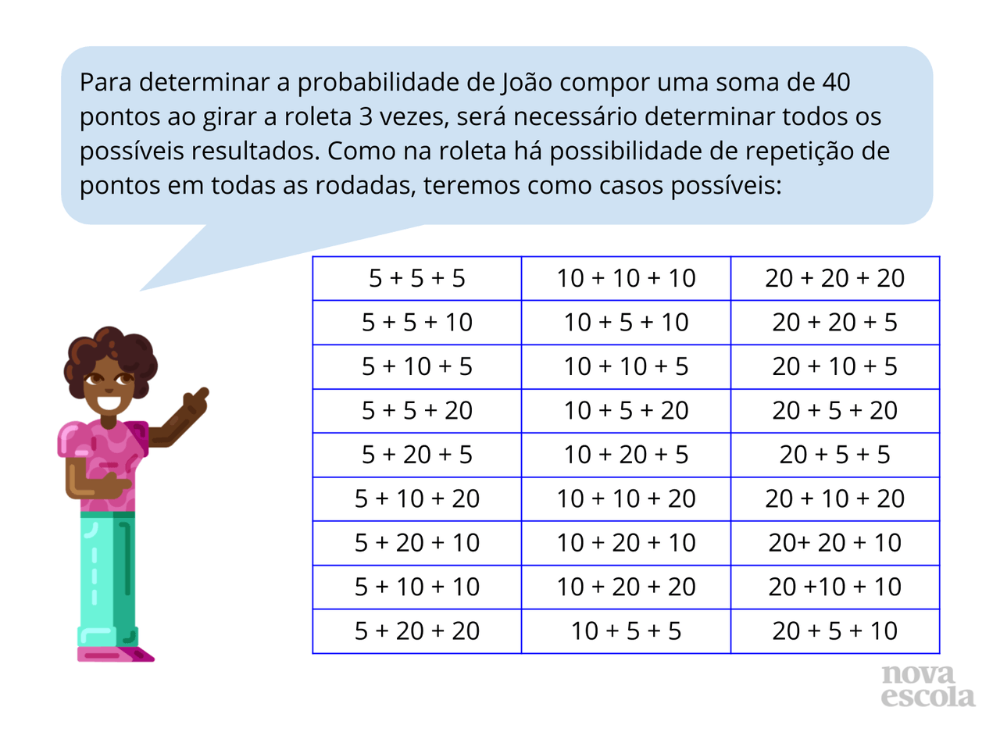 Para determinar a probabilidade de João compor uma soma de 40
pontos ao girar a roleta 3 vezes, será necessário determinar todos os
possíveis resultados. Como na roleta há possibilidade de repetição de
pontos em todas as rodadas, teremos como casos possíveis:
5 + 5 + 5 10 + 10 + 10 20 + 20 + 20
5 + 5 + 10 10 + 5 + 10 20 + 20 + 5
5 + 10 + 5 10 + 10 + 5 20 + 10 + 5
5 + 5 + 20 10 + 5 + 20 20 + 5 + 20
5 + 20 + 5 10 + 20 + 5 20 + 5 + 5
5 + 10 + 20 10 + 10 + 20 20 + 10 + 20
5 + 20 + 10 10 + 20 + 10 20+ 20 + 10
5 + 10 + 10 10 + 20 + 20 20 +10 + 10
5 + 20 + 20 10 + 5 + 5 20 + 5 + 10
nova
escola